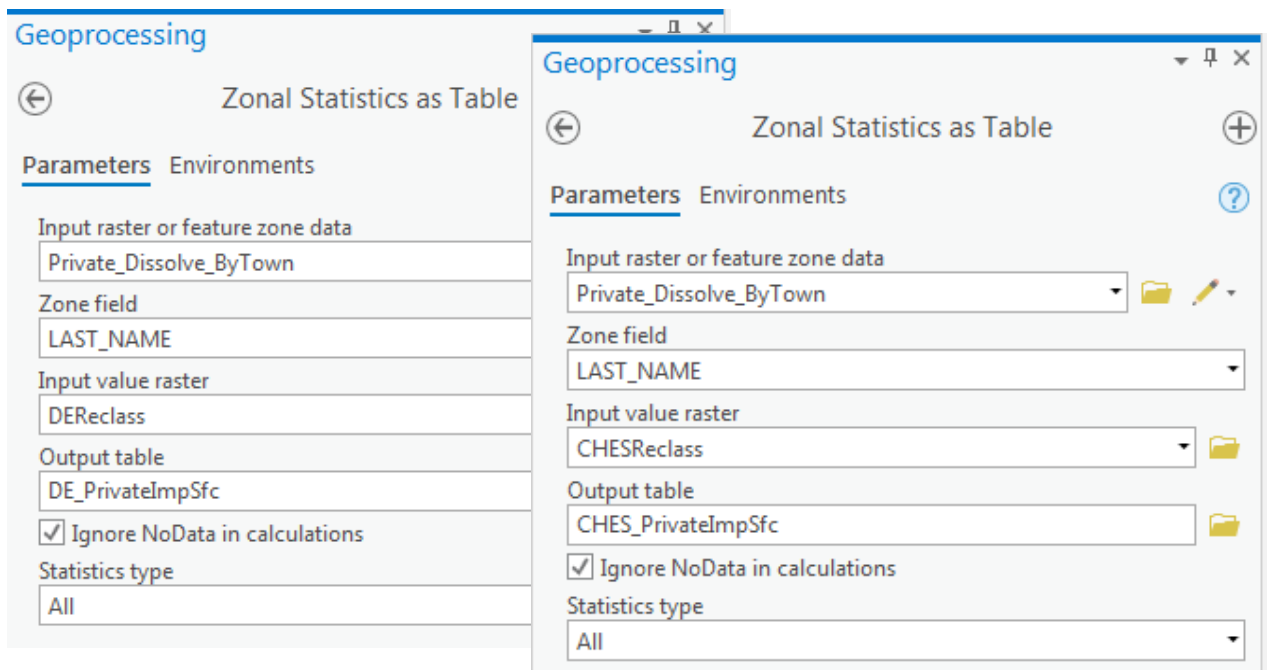 Geoprocessing
Zonal Statistics as Table
Parameters Environments
Input raster or feature zone data
Private_Dissolve_ByTown
Zone field
LAST_NAME
Input value raster
DEReclass
Output table
DE_PrivateImpSfc
Ignore NoData in calculations
Statistics type
All
Geoprocessing
Zonal Statistics as Table
Parameters Environments
?
Input raster or feature zone data
Private_Dissolve_ByTown
Zone field
LAST_NAME
Input value raster
CHESReclass
Output table
CHES_PrivateImpSfc
Ignore NoData in calculations
Statistics type
All